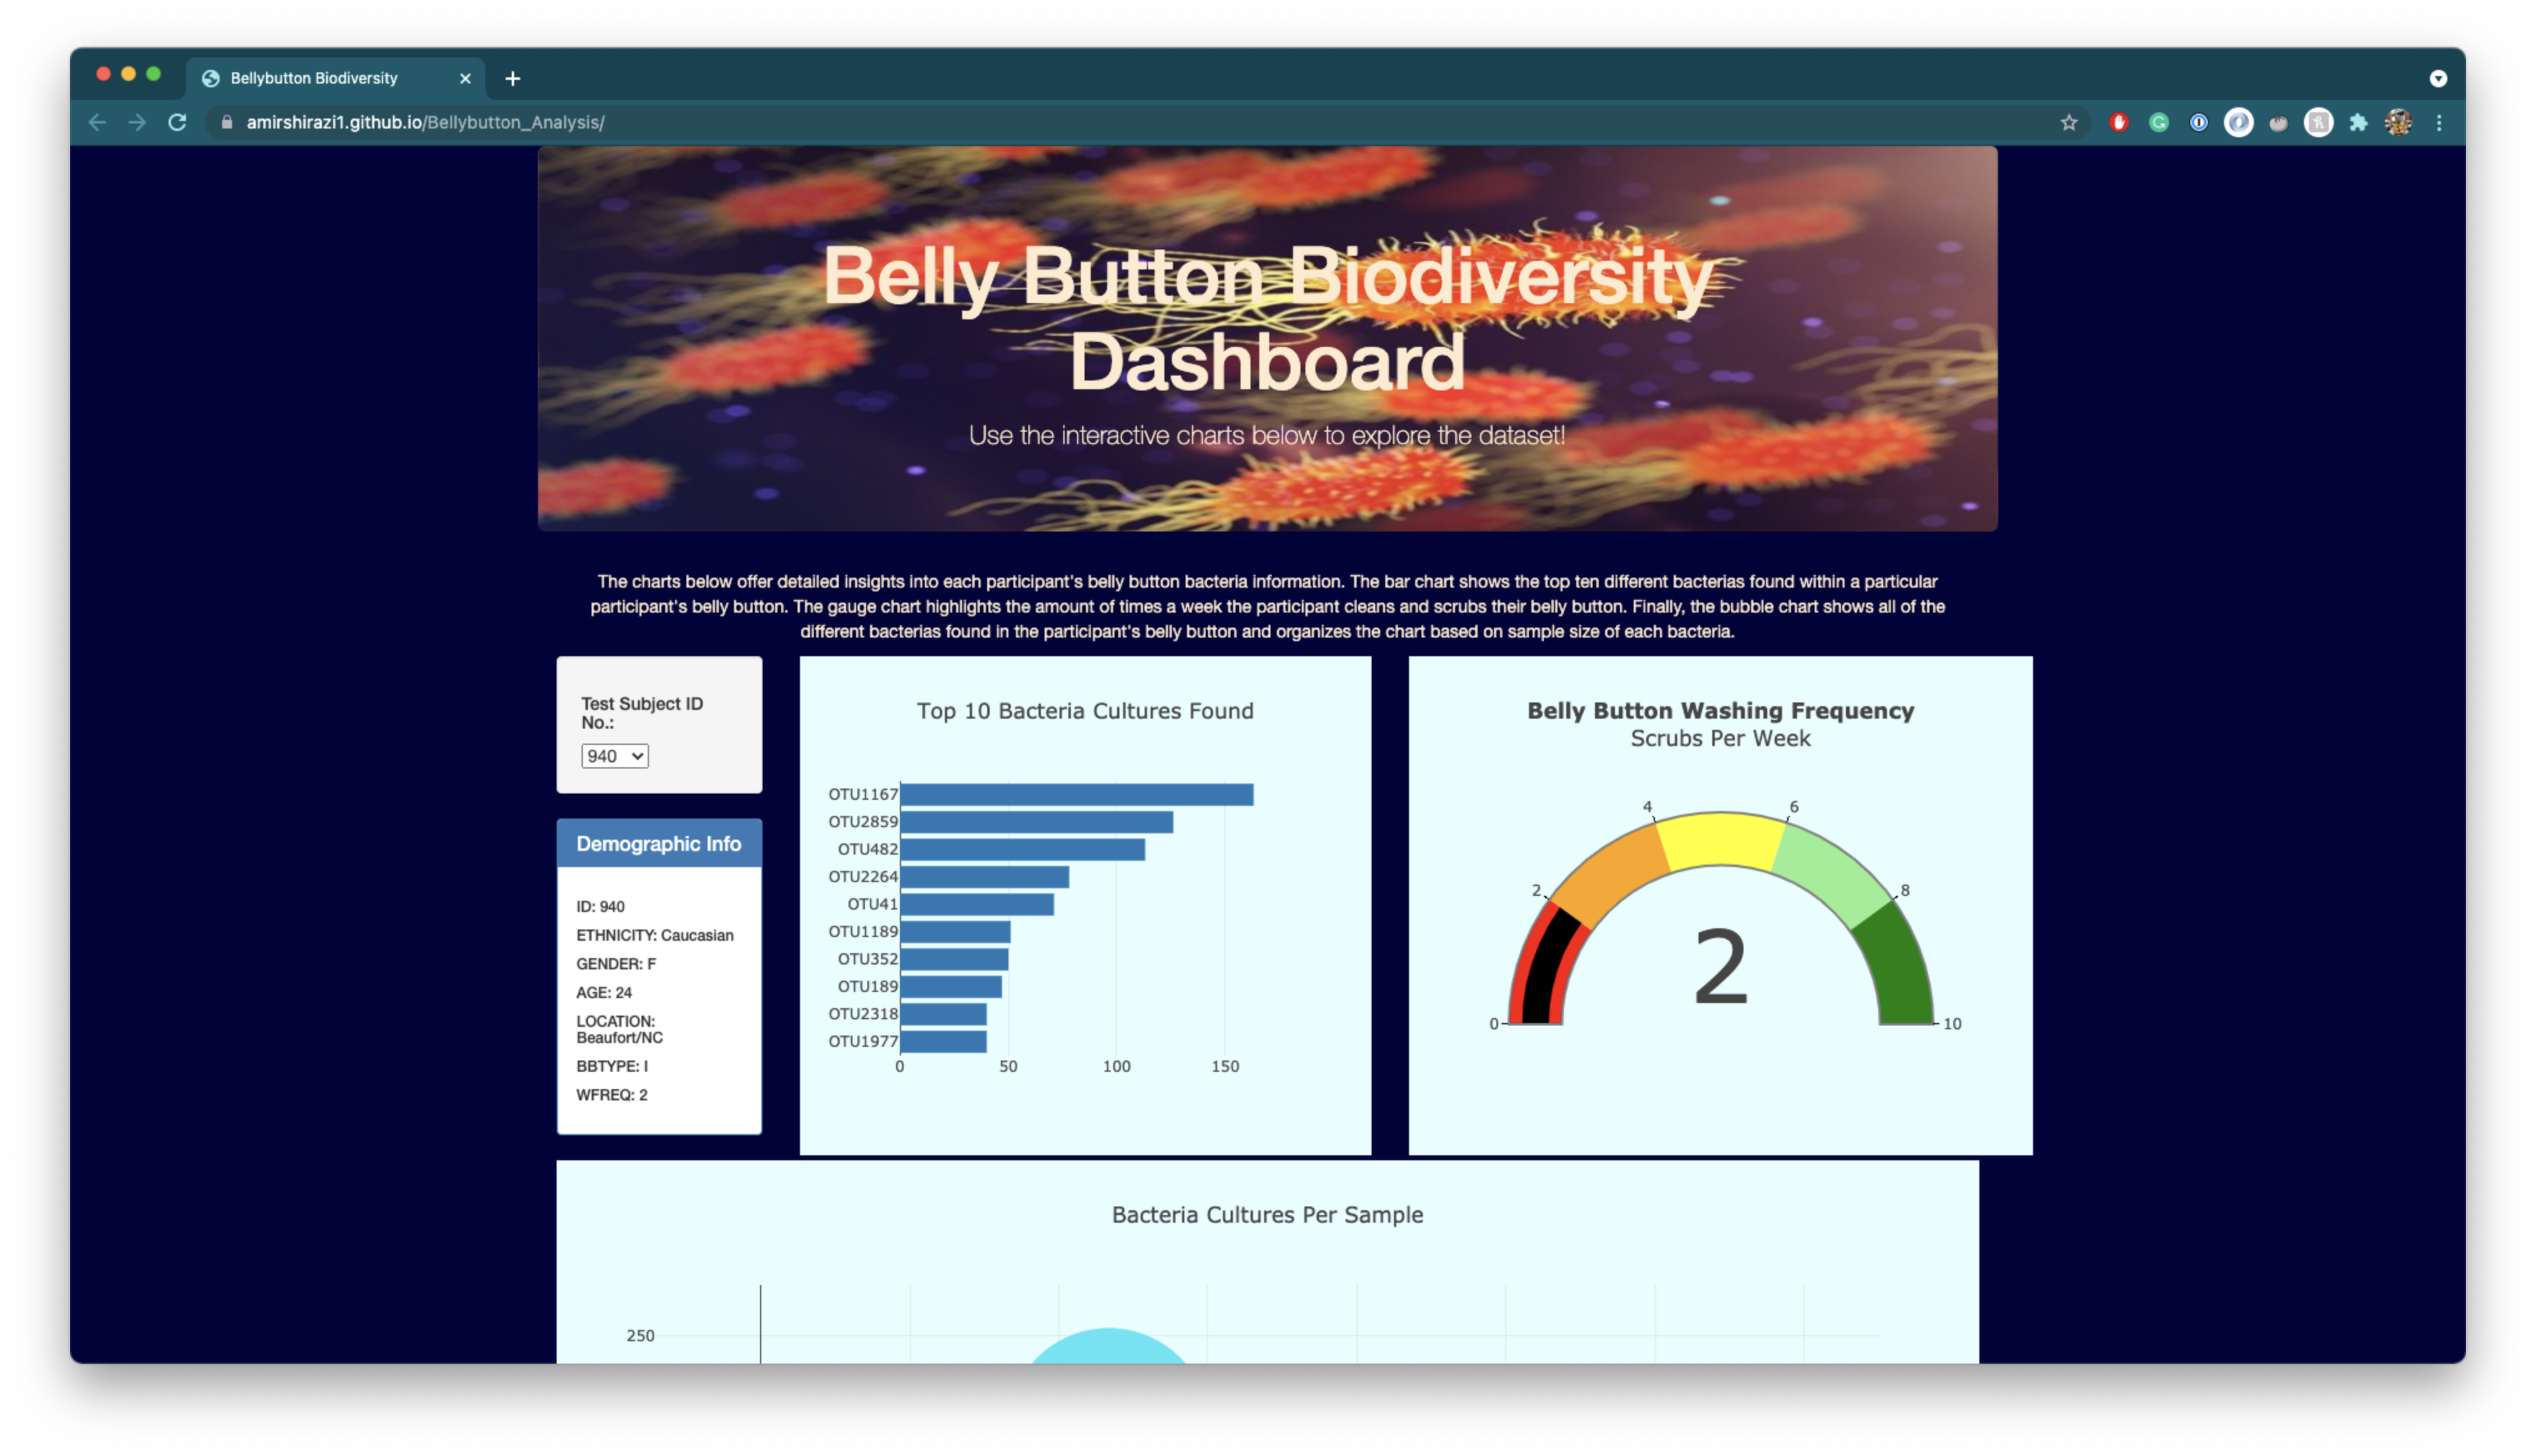 Bellybutton Biodiversity
amirshirazi1.github.io/Bellybutton_Analysis/
Belly Button Biodiversity
Dashboard
Use the interactive charts below to explore the dataset!
The charts below offer detailed insights into each participant's belly button bacteria information. The bar chart shows the top ten different bacterias found within a particular
participant's belly button. The gauge chart highlights the amount of times a week the participant cleans and scrubs their belly button. Finally, the bubble chart shows all of the
different bacterias found in the participant's belly button and organizes the chart based on sample size of each bacteria.
Test Subject ID
No.:
940
Demographic Info
ID: 940
ETHNICITY: Caucasian
GENDER: F
AGE: 24
LOCATION:
Beaufort/NC
BBTYPE: I
WFREQ: 2
Top 10 Bacteria Cultures Found
OTU1167
OTU2859
OTU482
OTU2264
OTU41
OTU1189
OTU352
OTU189
OTU2318
OTU1977
0 50 100 150
Belly Button Washing Frequency
Scrubs Per Week
4 6
2 8
2
0 10
Bacteria Cultures Per Sample
250